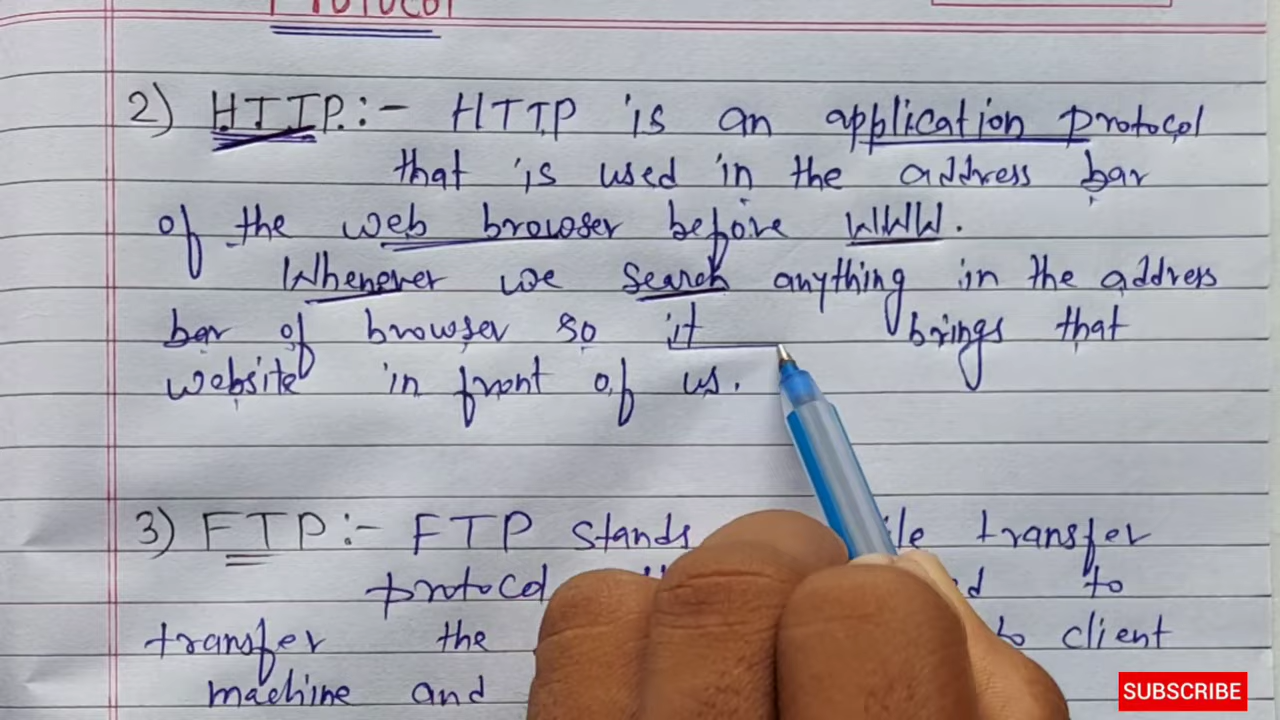 Protocol
2) HTTP :- HTTP is an application protocol
that is used in the address bar
of the web browser before WWW.
Whenever we search anything in the address
bar of browser so it brings that
website in front of us.
3) FTP :- FTP stands ile transfer
protocol to
transfer the to client
machine and
SUBSCRIBE